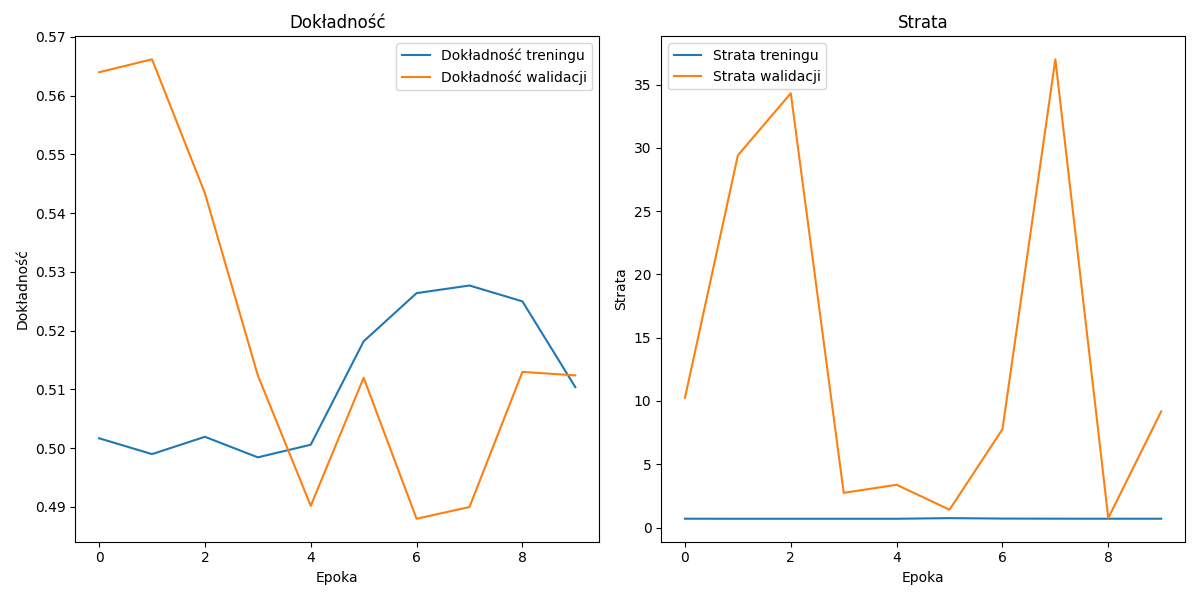 Dokładność
0.57
0.56
0.55
0.54
0.53
0.52
0.51
0.50
0.49
Dokładność
Dokładność treningu
Dokładność walidacji
0
2
4
6
8
Epoka
Strata
35
30
25
20
15
10
5
0
Strata
Strata treningu
Strata walidacji
0
2
4
6
8
Epoka